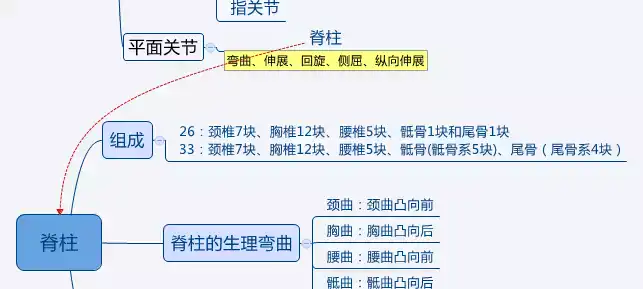 指关节
平面关节
脊柱
弯曲、伸展、回旋、侧屈、纵向伸展
组成
26：颈椎7块、胸椎12块、腰椎5块、骶骨1块和尾骨1块
33：颈椎7块、胸椎12块、腰椎5块、骶骨(骶骨系5块)、尾骨（尾骨系4块）
脊柱
脊柱的生理弯曲
颈曲：颈曲凸向前
胸曲：胸曲凸向后
腰曲：腰曲凸向前
骶曲：骶曲凸向后